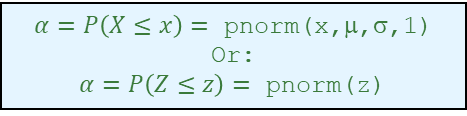 α = P(X ≤ x) = pnorm(x,μ,σ,1)
Or:
α = P(Z ≤ z) = pnorm(z)